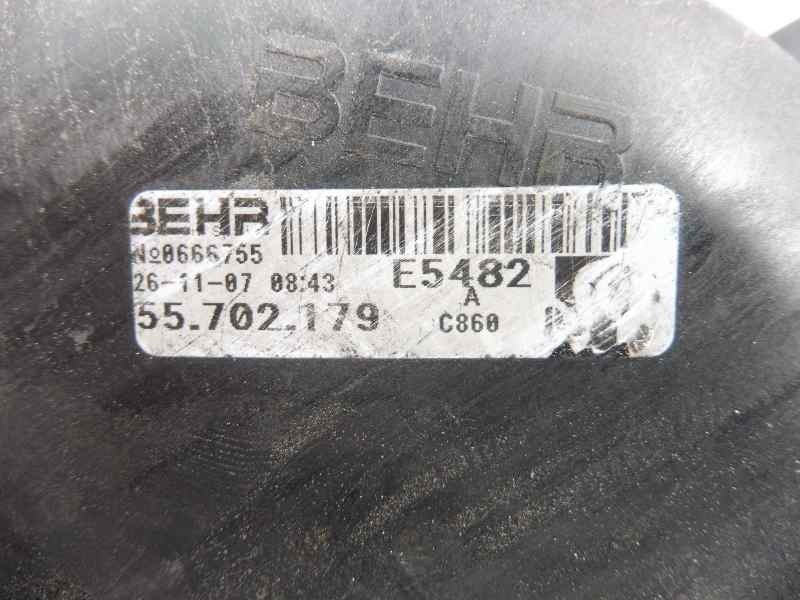 BEHR
BEHR
№0666755
26-11-07 08:43
E5482
A
55.702.179
C860